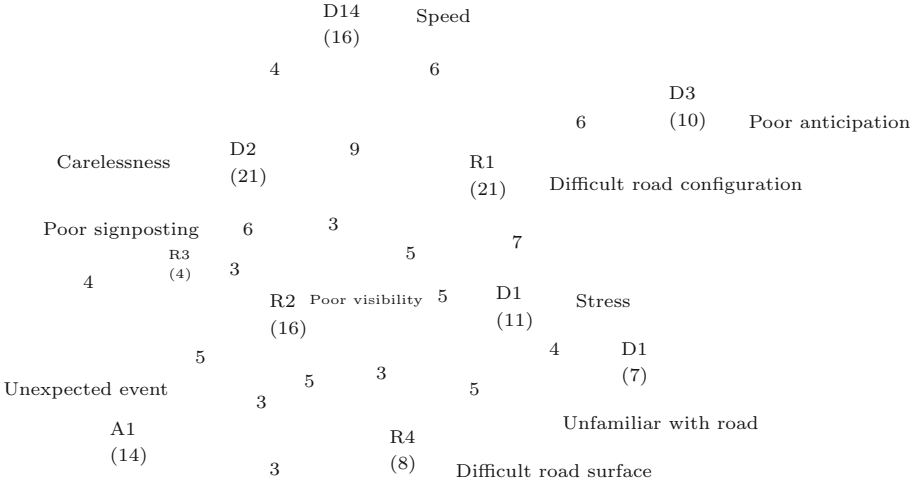 D14 Speed
(16)
4 6
D3
6 (10) Poor anticipation
D2 9 R1
Carelessness (21) (21) Difficult road configuration
Poor signposting 6 3
7
R3 5
(4) 3
4
R2 Poor visibility 5 D1 Stress
(16) (11)
5 4 D1
5 3 (7)
Unexpected event 3 5
Unfamiliar with road
A1
(14) R4
3 (8) Difficult road surface